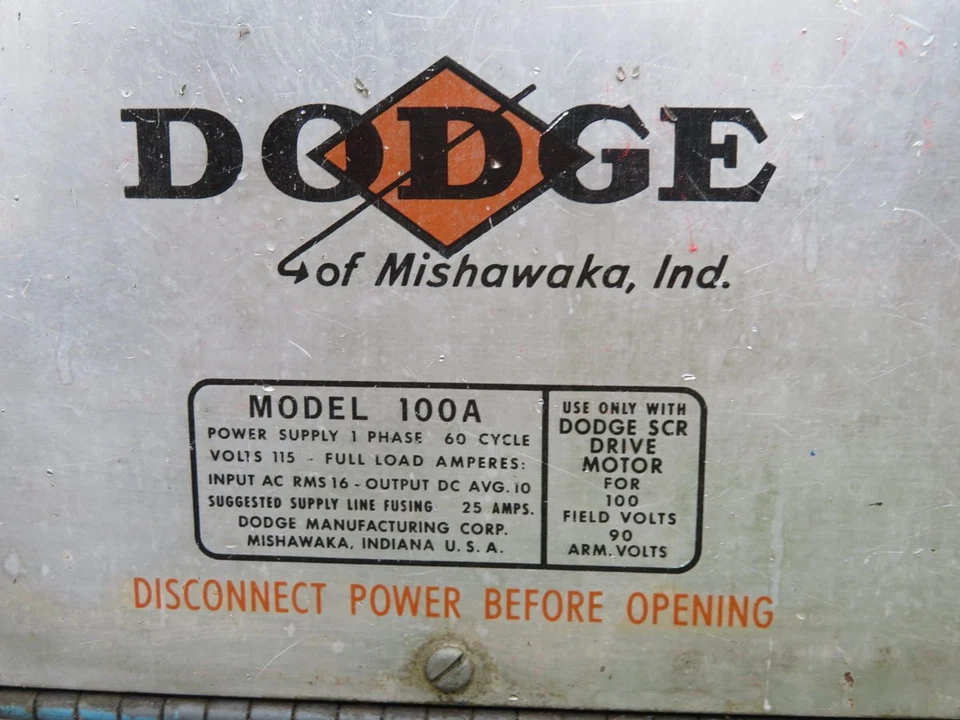 DODGE
of Mishawaka, Ind.
MODEL 100A
POWER SUPPLY 1 PHASE 60 CYCLE
VOLTS 115 - FULL LOAD AMPERES:
INPUT AC RMS 16 - OUTPUT DC AVG. 10
SUGGESTED SUPPLY LINE FUSING 25 AMPS.
DODGE MANUFACTURING CORP.
MISHAWAKA, INDIANA U.S.A.
USE ONLY WITH
DODGE SCR
DRIVE
MOTOR
FOR
100
FIELD VOLTS
90
ARM. VOLTS
DISCONNECT POWER BEFORE OPENING